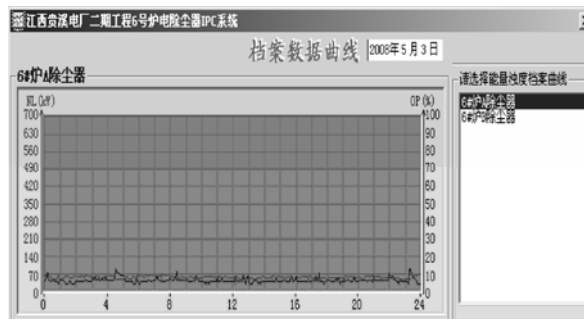 江西贵溪电厂二期工程6号炉电除尘器IPC系统
档案数据曲线 2008年5月3日
6#炉A除尘器
请选择能量浊度档案曲线
NL(kW)
OP(%)
6#炉A除尘器
6#炉B除尘器
700 100
630 90
560 80
490 70
420 60
350 50
280 40
210 30
140 20
70 10
0 0
0 4 8 12 16 20 24